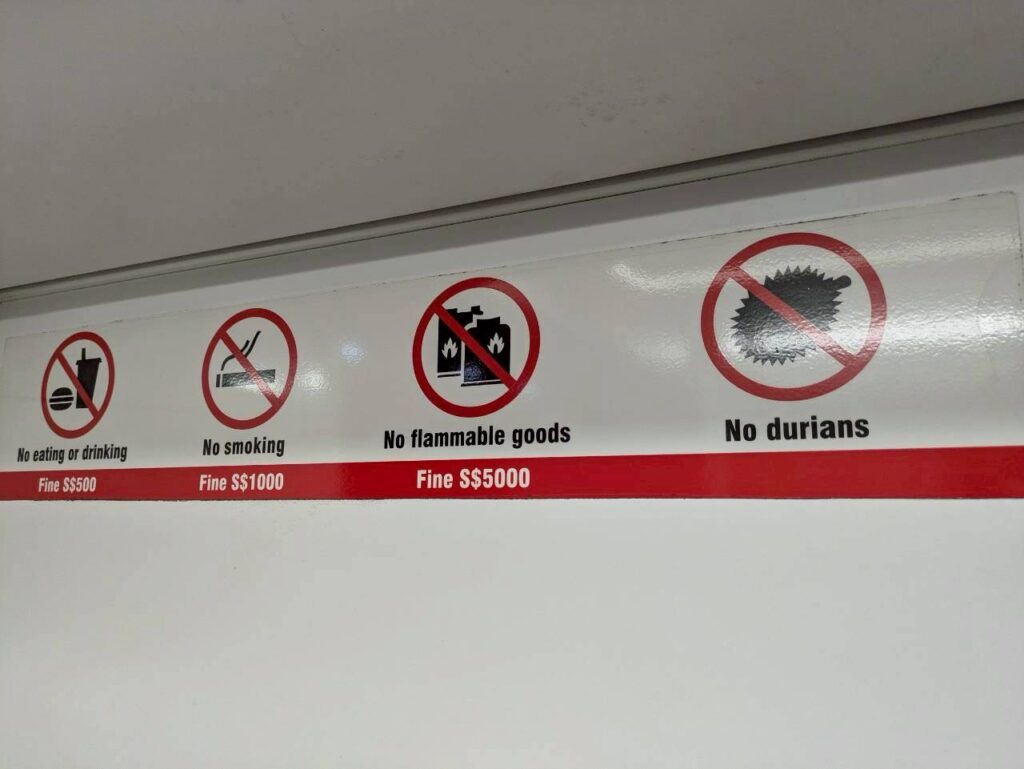 No eating or drinking
Fine S$500
No smoking
Fine S$1000
No flammable goods
Fine S$5000
No durians